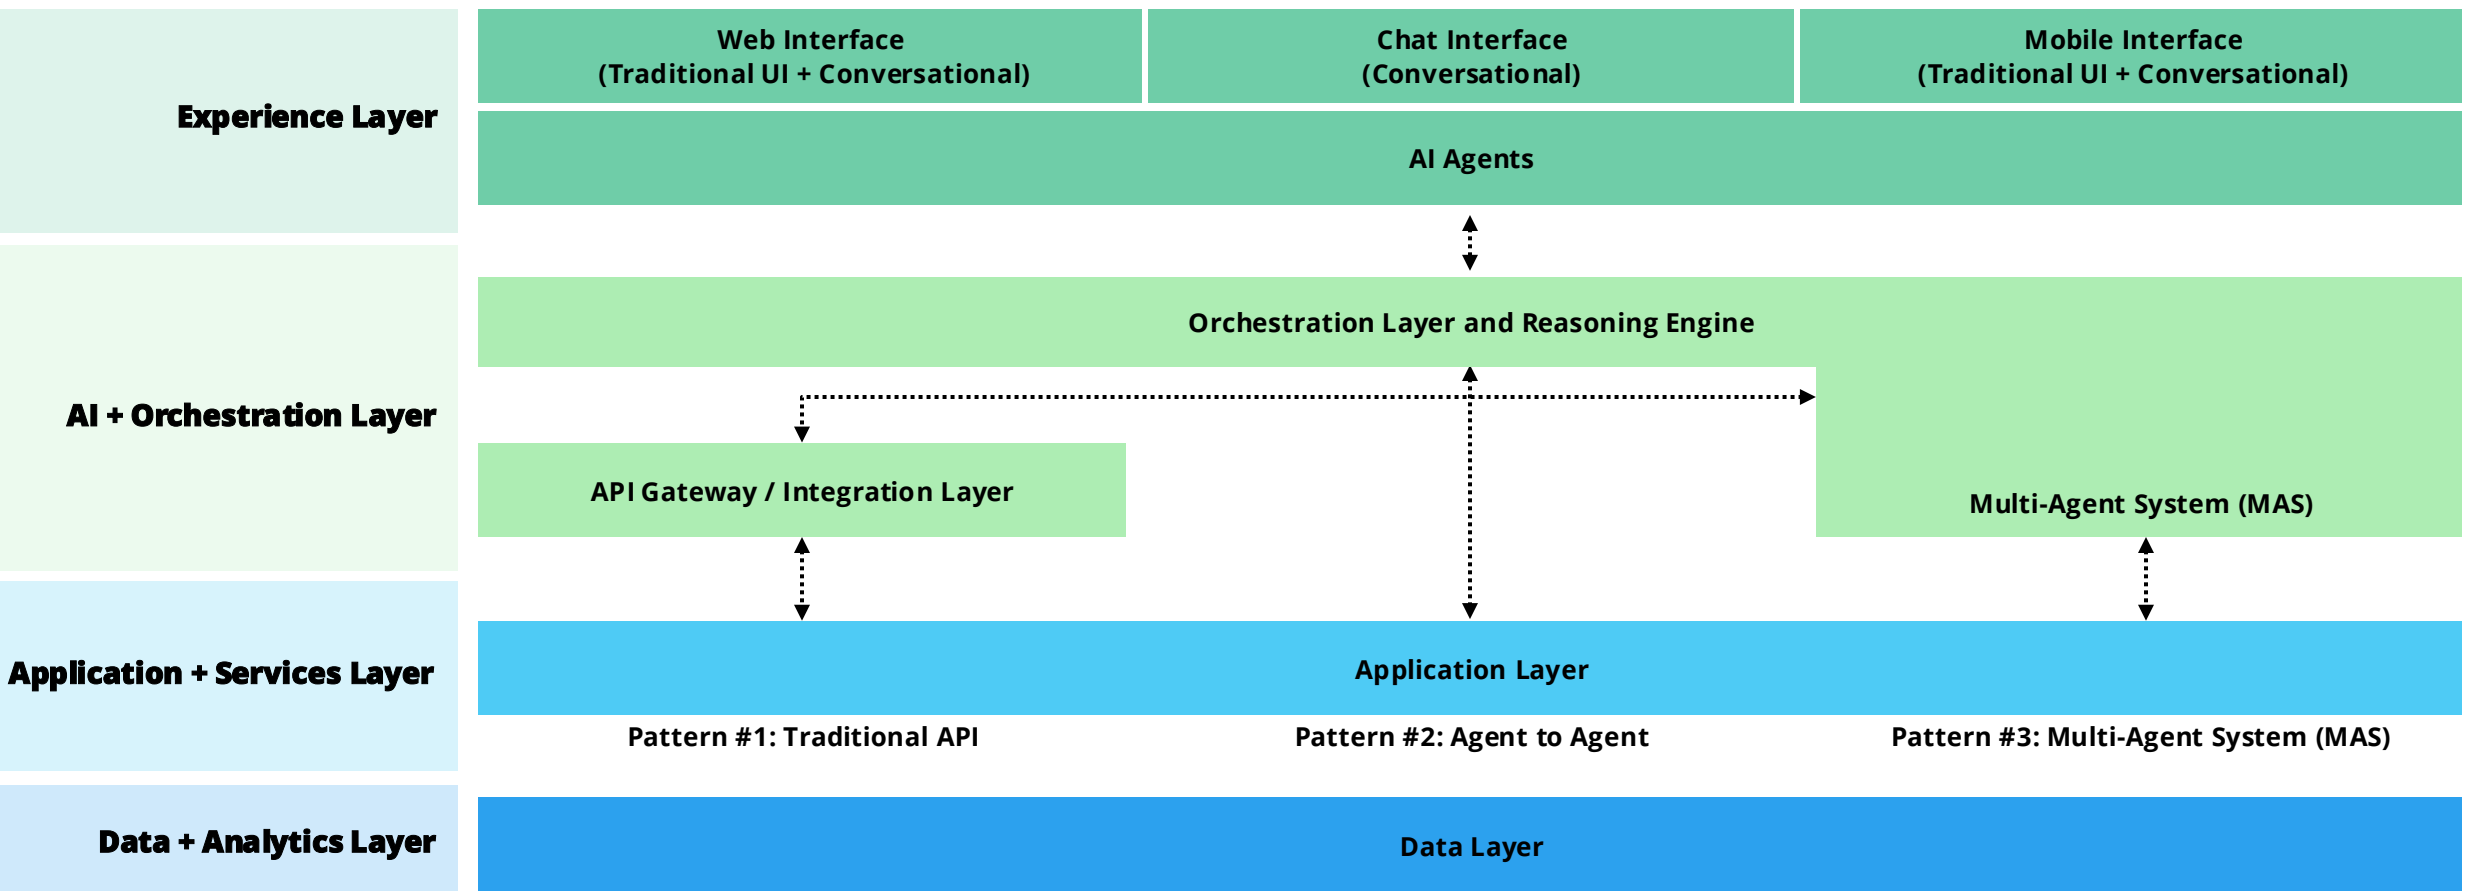 Experience Layer
Web Interface
(Traditional UI + Conversational)
Chat Interface
(Conversational)
Mobile Interface
(Traditional UI + Conversational)
AI Agents
AI + Orchestration Layer
Orchestration Layer and Reasoning Engine
API Gateway / Integration Layer
Multi-Agent System (MAS)
Application + Services Layer
Application Layer
Pattern #1: Traditional API
Pattern #2: Agent to Agent
Pattern #3: Multi-Agent System (MAS)
Data + Analytics Layer
Data Layer